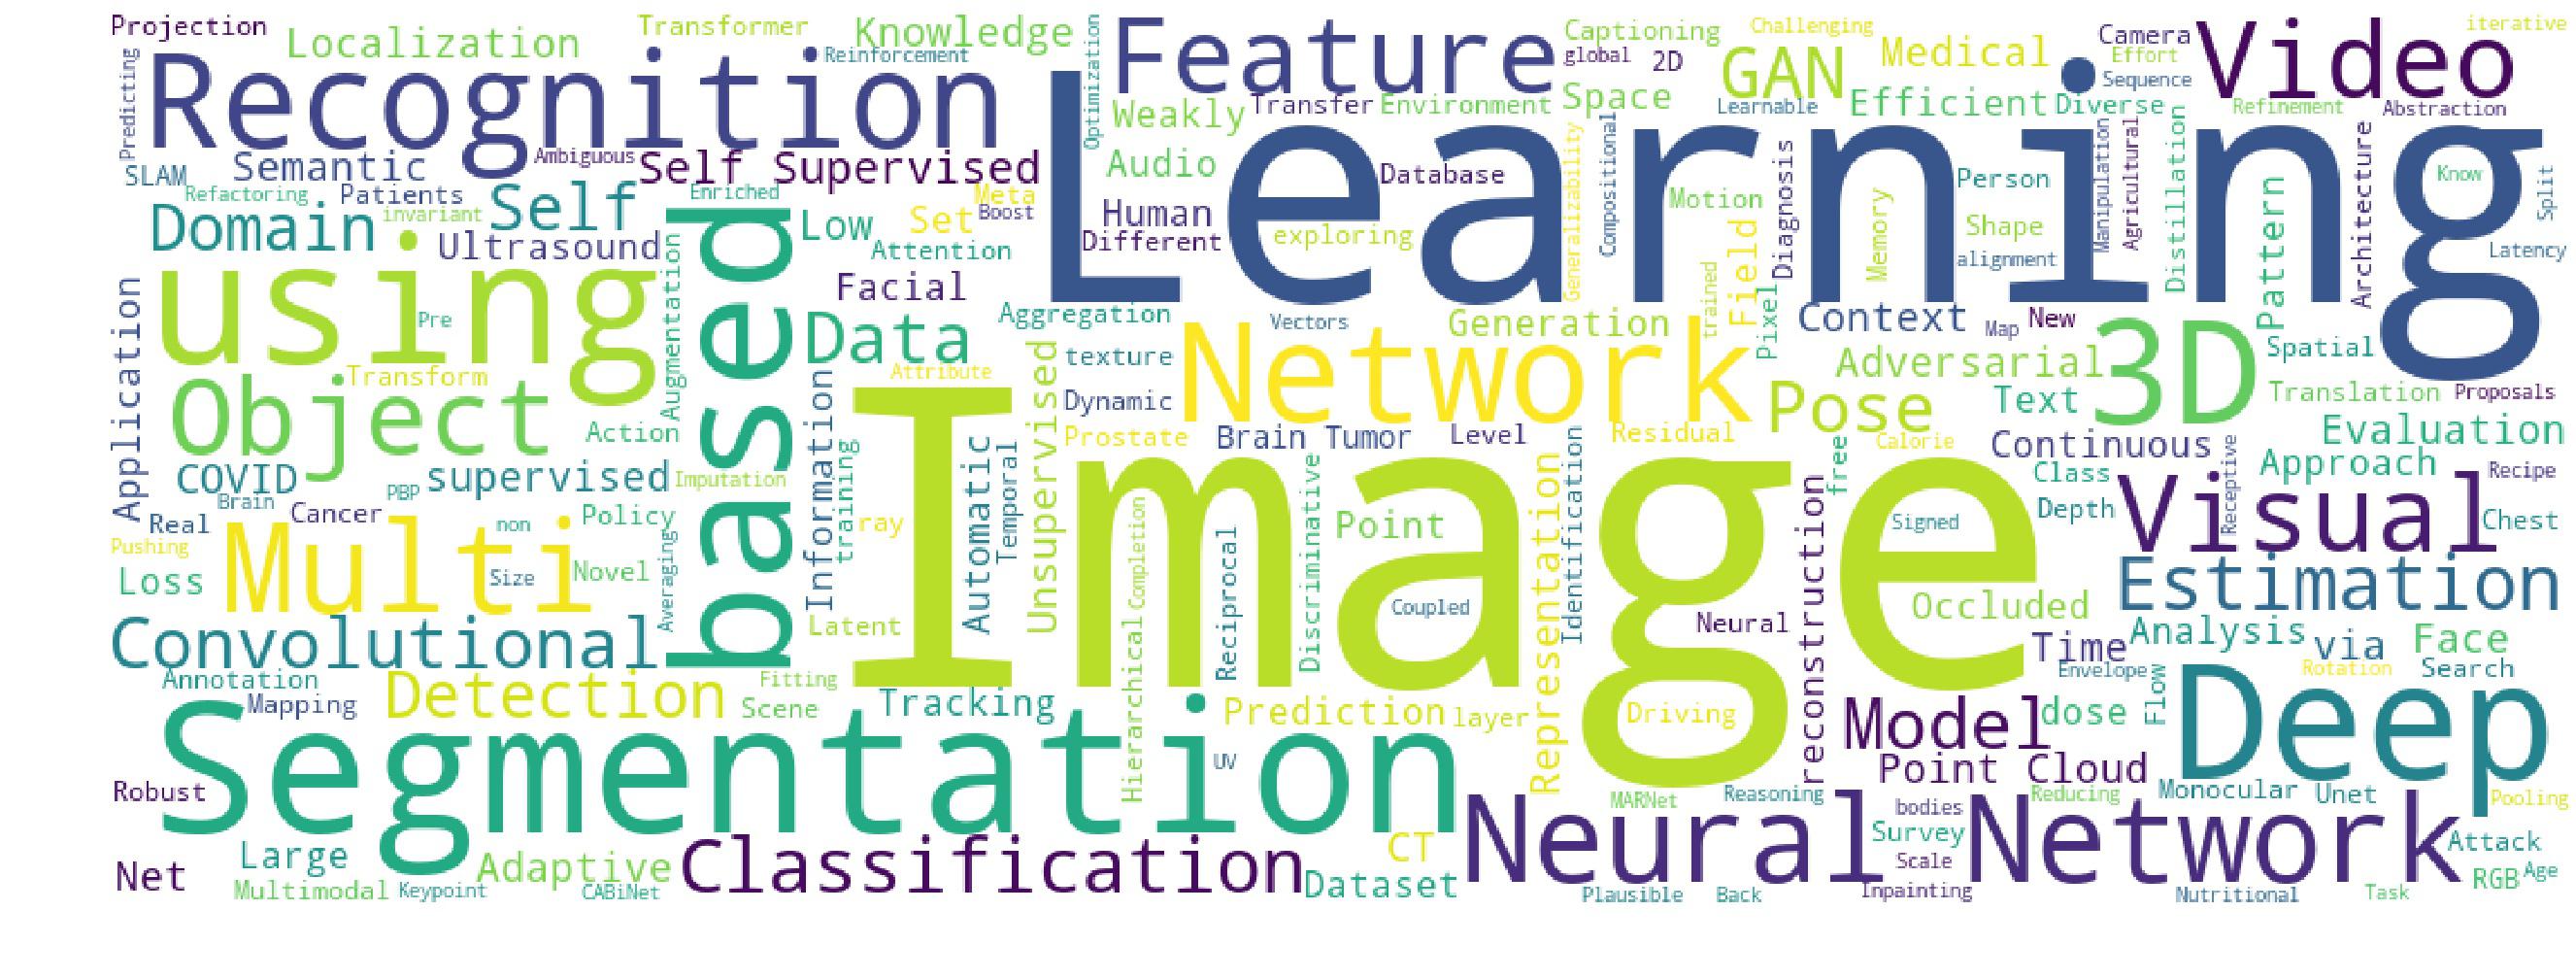 Projection
Localization
Transformer
Knowledge
Reinforcement
Optimization
Feature
Captioning
Challenging
global
2D
GAN
Medical
Camera
Effort
Sequence
Video
iterative
Predicting
Recognition
Learning
Weakly
Transfer
Environment
Space
Learnable
Efficient
Diverse
Refinement
Abstraction
SLAM
Semantic
Ambiguous
Self Supervised
Audio
Database
Generalizability
Compositional
Motion
Diagnosis
Memory
Person
Manipulation
Agricultural
Distillation
Pattern
Architecture
Know
Split
Refactoring
Patients
invariant
Self
Enriched
Meta
Set
Boost
Human
Domain
Ultrasound
based
Low
Attention
Different
exploring
Field
Shape
alignment
Latency
using
Augmentation
Facial
Aggregation
Vectors
Generation
trained
Pixel
Context
Map
New
3D
Spatial
Application
Pre
Data
Unsupervised
texture
Network
Adversarial
Object
Transform
Information
Attribute
Dynamic
Pose
Text
Translation
Proposals
Action
training
Image
Prostate
Brain Tumor
Level
Residual
Calorie
Continuous
Evaluation
COVID
supervised
Imputation
Automatic
Temporal
Discriminative
Identification
Representation
free
Class
Receptive
Approach
Recipe
Brain
PBP
Cancer
Real
non
Policy
ray
Completion
Reciprocal
Point
reconstruction
Signed
Depth
Visual
Chest
Pushing
Multi
Loss
Size
Novel
Averaging
Coupled
Occluded
Estimation
Convolutional
Latent
Hierarchical
Neural
Time
Analysis
via
Face
Annotation
Mapping
Detection
Fitting
Scene
Tracking
Prediction
layer
Driving
Model
dose
Envelope
Flow
Rotation
Search
Deep
Segmentation
UV
Point Cloud
Robust
MARNet
Reasoning
bodies
Reducing
Monocular
Unet
Pooling
Neural Network
Net
Large
Adaptive
Classification
CT
Survey
Scale
Attack
Multimodal
Keypoint
CABiNet
Dataset
Plausible
Back
Inpainting
Nutritional
Task
RGB
Age